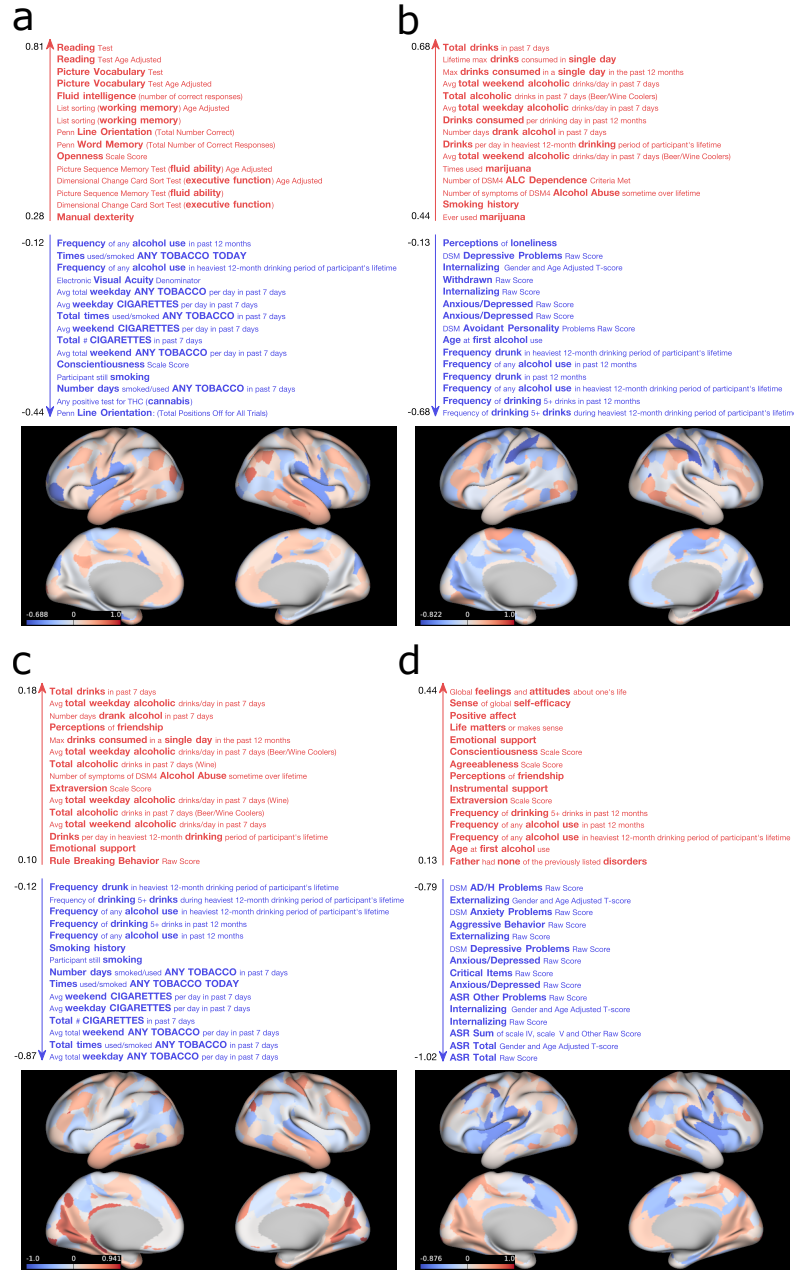 a
0.81
Reading Test
Reading Test Age Adjusted
Picture Vocabulary Test
Picture Vocabulary Test Age Adjusted
Fluid intelligence (number of correct responses)
List sorting (working memory) Age Adjusted
List sorting (working memory)
Penn Line Orientation (Total Number Correct)
Penn Word Memory (Total Number of Correct Responses)
Openness Scale Score
Picture Sequence Memory Test (fluid ability) Age Adjusted
Dimensional Change Card Sort Test (executive function) Age Adjusted
Picture Sequence Memory Test (fluid ability)
Dimensional Change Card Sort Test (executive function)
0.28 Manual dexterity
-0.12 Frequency of any alcohol use in past 12 months
Times used/smoked ANY TOBACCO TODAY
Frequency of any alcohol use in heaviest 12-month drinking period of participant's lifetime
Electronic Visual Acuity Denominator
Avg total weekday ANY TOBACCO per day in past 7 days
Avg weekday CIGARETTES per day in past 7 days
Total times used/smoked ANY TOBACCO in past 7 days
Avg weekend CIGARETTES per day in past 7 days
Total # CIGARETTES in past 7 days
Avg total weekend ANY TOBACCO per day in past 7 days
Conscientiousness Scale Score
Participant still smoking
Number days smoked/used ANY TOBACCO in past 7 days
Any positive test for THC (cannabis)
-0.44 Penn Line Orientation: (Total Positions Off for All Trials)
-0.688 0 1.0
b
0.68 Total drinks in past 7 days
Lifetime max drinks consumed in single day
Max drinks consumed in a single day in the past 12 months
Avg total weekend alcoholic drinks/day in past 7 days
Total alcoholic drinks in past 7 days (Beer/Wine Coolers)
Avg total weekday alcoholic drinks/day in past 7 days
Drinks consumed per drinking day in past 12 months
Number days drank alcohol in past 7 days
Drinks per day in heaviest 12-month drinking period of participant's lifetime
Avg total weekend alcoholic drinks/day in past 7 days (Beer/Wine Coolers)
Times used marijuana
Number of DSM4 ALC Dependence Criteria Met
Number of symptoms of DSM4 Alcohol Abuse sometime over lifetime
Smoking history
0.44 Ever used marijuana
-0.13 Perceptions of loneliness
DSM Depressive Problems Raw Score
Internalizing Gender and Age Adjusted T-score
Withdrawn Raw Score
Internalizing Raw Score
Anxious/Depressed Raw Score
Anxious/Depressed Raw Score
DSM Avoidant Personality Problems Raw Score
Age at first alcohol use
Frequency drunk in heaviest 12-month drinking period of participant's lifetime
Frequency of any alcohol use in past 12 months
Frequency drunk in past 12 months
Frequency of any alcohol use in heaviest 12-month drinking period of participant's lifetime
Frequency of drinking 5+ drinks in past 12 months
-0.68 Frequency of drinking 5+ drinks during heaviest 12-month drinking period of participant's lifetime
-0.822 0 1.0
c
0.18 Total drinks in past 7 days
Avg total weekday alcoholic drinks/day in past 7 days
Number days drank alcohol in past 7 days
Perceptions of friendship
Max drinks consumed in a single day in the past 12 months
Avg total weekday alcoholic drinks/day in past 7 days (Beer/Wine Coolers)
Total alcoholic drinks in past 7 days (Wine)
Number of symptoms of DSM4 Alcohol Abuse sometime over lifetime
Extraversion Scale Score
Avg total weekday alcoholic drinks/day in past 7 days (Wine)
Total alcoholic drinks in past 7 days (Beer/Wine Coolers)
Avg total weekend alcoholic drinks/day in past 7 days
Drinks per day in heaviest 12-month drinking period of participant's lifetime
Emotional support
0.10 Rule Breaking Behavior Raw Score
-0.12 Frequency drunk in heaviest 12-month drinking period of participant's lifetime
Frequency of drinking 5+ drinks during heaviest 12-month drinking period of participant's lifetime
Frequency of any alcohol use in heaviest 12-month drinking period of participant's lifetime
Frequency of drinking 5+ drinks in past 12 months
Frequency of any alcohol use in past 12 months
Smoking history
Participant still smoking
Number days smoked/used ANY TOBACCO in past 7 days
Times used/smoked ANY TOBACCO TODAY
Avg weekend CIGARETTES per day in past 7 days
Avg weekday CIGARETTES per day in past 7 days
Total # CIGARETTES in past 7 days
Avg total weekend ANY TOBACCO per day in past 7 days
Total times used/smoked ANY TOBACCO in past 7 days
-0.87 Avg total weekday ANY TOBACCO per day in past 7 days
-1.0 0 0.941
d
0.44 Global feelings and attitudes about one's life
Sense of global self-efficacy
Positive affect
Life matters or makes sense
Emotional support
Conscientiousness Scale Score
Agreeableness Scale Score
Perceptions of friendship
Instrumental support
Extraversion Scale Score
Frequency of drinking 5+ drinks in past 12 months
Frequency of any alcohol use in past 12 months
Frequency of any alcohol use in heaviest 12-month drinking period of participant's lifetime
Age at first alcohol use
0.13 Father had none of the previously listed disorders
-0.79 DSM AD/H Problems Raw Score
Externalizing Gender and Age Adjusted T-score
DSM Anxiety Problems Raw Score
Aggressive Behavior Raw Score
Externalizing Raw Score
DSM Depressive Problems Raw Score
Anxious/Depressed Raw Score
Critical Items Raw Score
Anxious/Depressed Raw Score
ASR Other Problems Raw Score
Internalizing Gender and Age Adjusted T-score
Internalizing Raw Score
ASR Sum of scale IV, scale V and Other Raw Score
ASR Total Gender and Age Adjusted T-score
-1.02 ASR Total Raw Score
-0.876 0 1.0